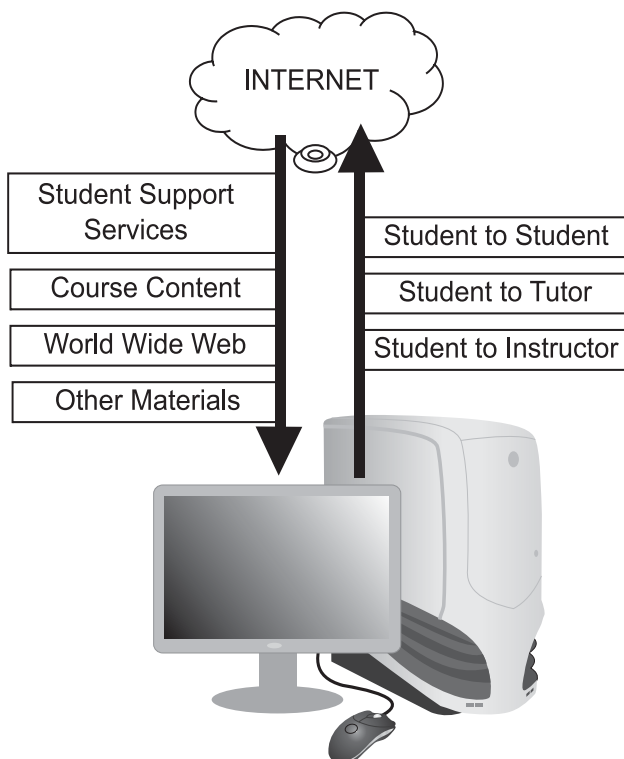 INTERNET
Student Support
Services
Course Content
World Wide Web
Other Materials
Student to Student
Student to Tutor
Student to Instructor